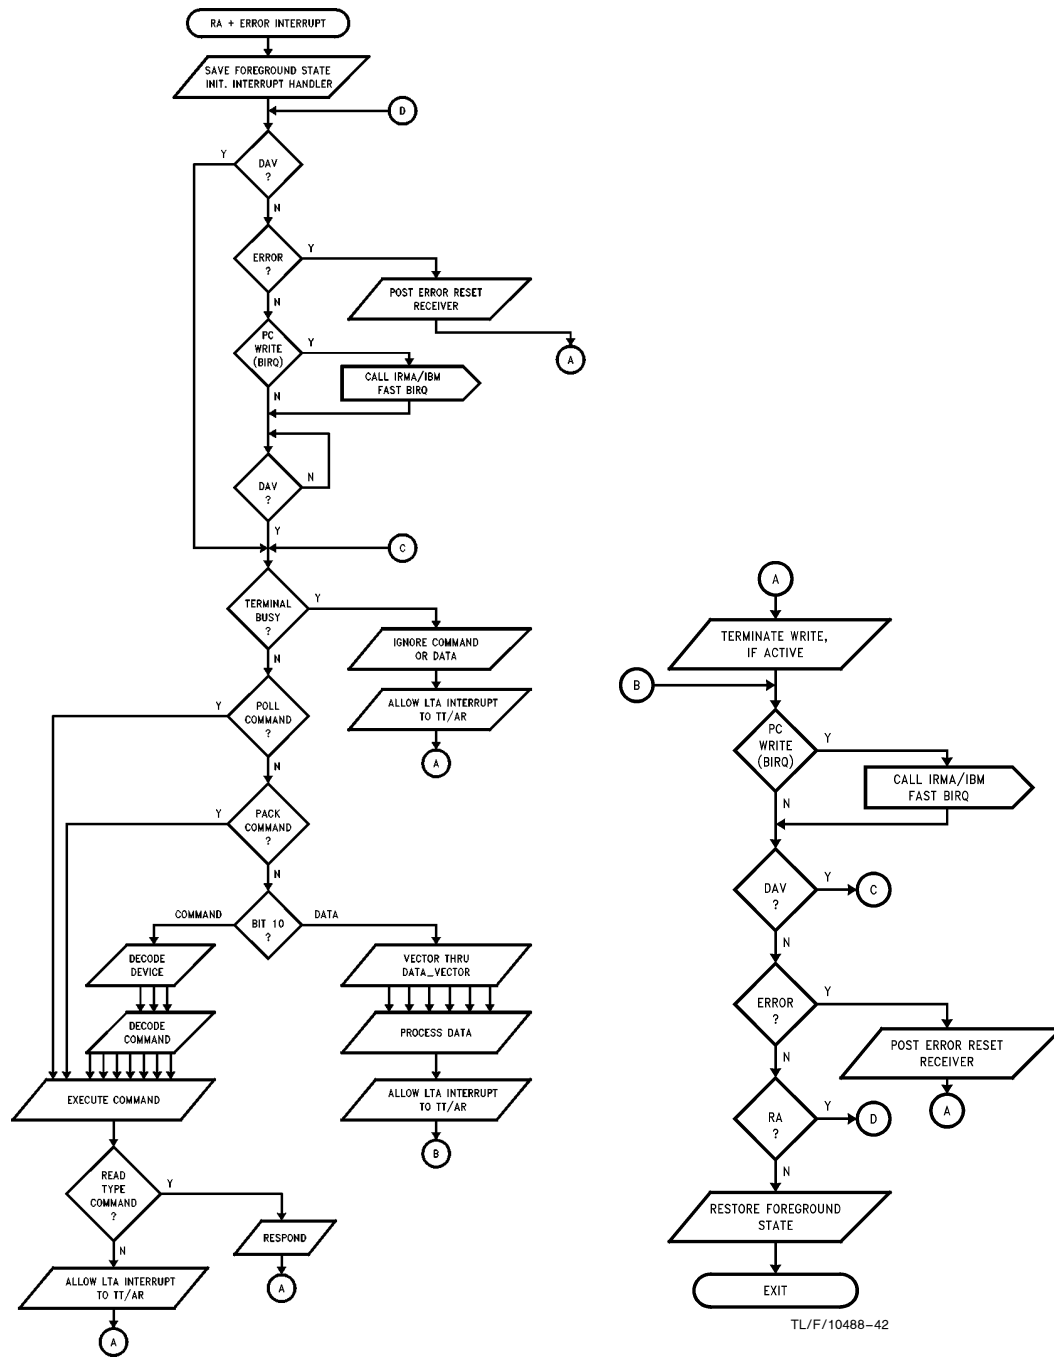 RA + ERROR INTERRUPT
SAVE FOREGROUND STATE
INIT. INTERRUPT HANDLER
D
Y
DAV
?
N
ERROR
?
Y
POST ERROR RESET
RECEIVER
A
N
PC
WRITE
(BIRQ)
Y
CALL IRMA/IBM
FAST BIRQ
N
DAV
?
N
Y
C
TERMINAL
BUSY
?
Y
IGNORE COMMAND
OR DATA
ALLOW LTA INTERRUPT
TO TT/AR
A
N
Y
POLL
COMMAND
?
N
Y
PACK
COMMAND
?
N
COMMAND
BIT 10
?
DATA
DECODE
DEVICE
DECODE
COMMAND
EXECUTE COMMAND
VECTOR THRU
DATA_VECTOR
PROCESS DATA
ALLOW LTA INTERRUPT
TO TT/AR
B
READ
TYPE
COMMAND
?
Y
RESPOND
A
N
ALLOW LTA INTERRUPT
TO TT/AR
A
A
TERMINATE WRITE,
IF ACTIVE
B
PC
WRITE
(BIRQ)
Y
CALL IRMA/IBM
FAST BIRQ
N
DAV
?
Y
C
N
ERROR
?
Y
POST ERROR RESET
RECEIVER
A
N
RA
?
Y
D
N
RESTORE FOREGROUND
STATE
EXIT
TL/F/10488-42